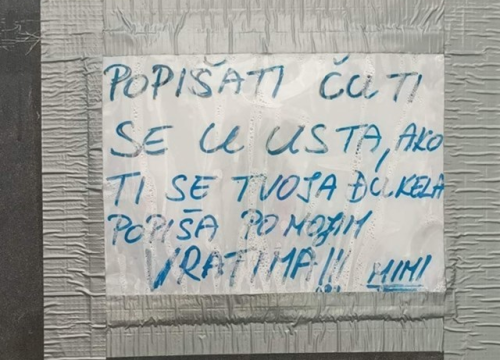 POPIŠATI ĆU TI
SE U USTA, AKO
TI SE TVOJA ĐUKELA
POPIŠA PO MOJIM
VRATIMA!!! MIMI